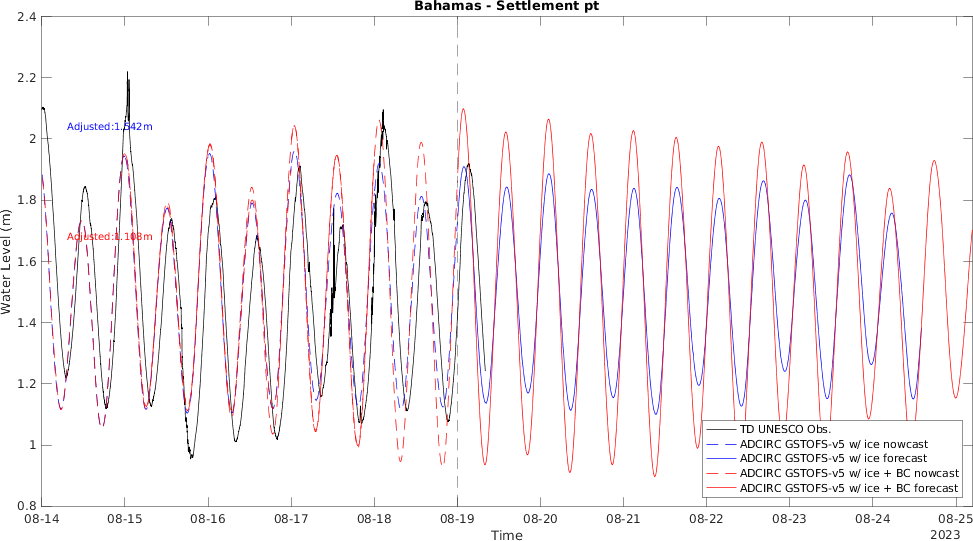 Bahamas - Settlement pt
2.4
2.2
2
1.8
1.6
1.4
1.2
1
0.8
Water Level (m)
Adjusted:1.542m
Adjusted:1.108m
TD UNESCO Obs.
ADCIRC GSTOFS-v5 w/ ice nowcast
ADCIRC GSTOFS-v5 w/ ice forecast
ADCIRC GSTOFS-v5 w/ ice + BC nowcast
ADCIRC GSTOFS-v5 w/ ice + BC forecast
08-14 08-15 08-16 08-17 08-18 08-19 08-20 08-21 08-22 08-23 08-24 08-25
Time
2023